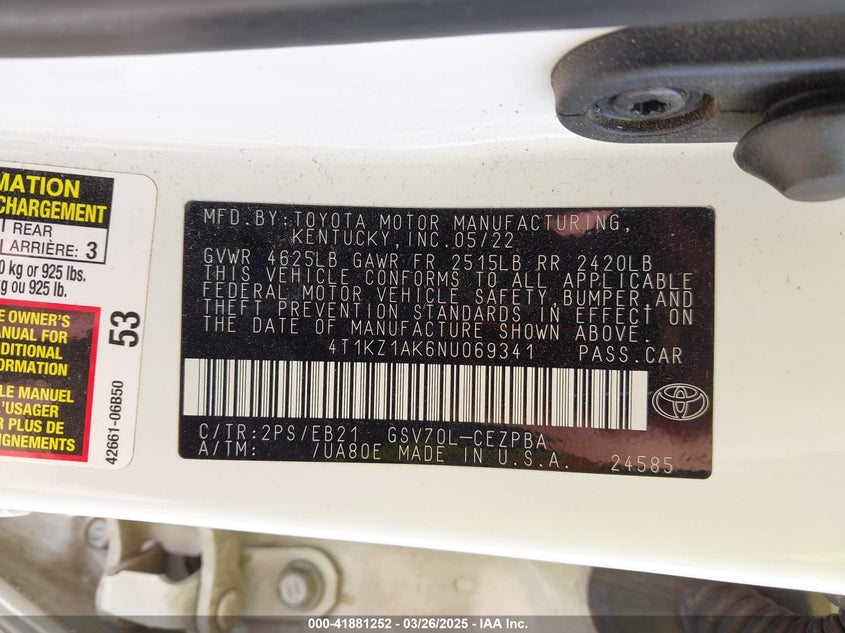 MATION
CHARGEMENT
REAR
ARRIÈRE: 3
0 kg or 925 lbs.
kg ou 925 lb.
OWNER'S
MANUAL FOR
DITIONAL
FORMATION
LE MANUEL
L'USAGER
R PLUS DE
IGNEMENTS
53
42661-06B50
MFD.BY:TOYOTA MOTOR MANUFACTURING,
KENTUCKY,INC.05/22
GVWR 4625LB GAWR FR 2515LB RR 2420LB
THIS VEHICLE CONFORMS TO ALL APPLICABLE
FEDERAL MOTOR VEHICLE SAFETY,BUMPER,AND
THEFT PREVENTION STANDARDS IN EFFECT ON
THE DATE OF MANUFACTURE SHOWN ABOVE.
4T1KZ1AK6NU069341 PASS.CAR
C/TR:2PS/EB21 GSV70L-CEZPBA
A/TM: /UA80E MADE IN U.S.A. 24585
000-41881252 - 03/26/2025 - IAA Inc.